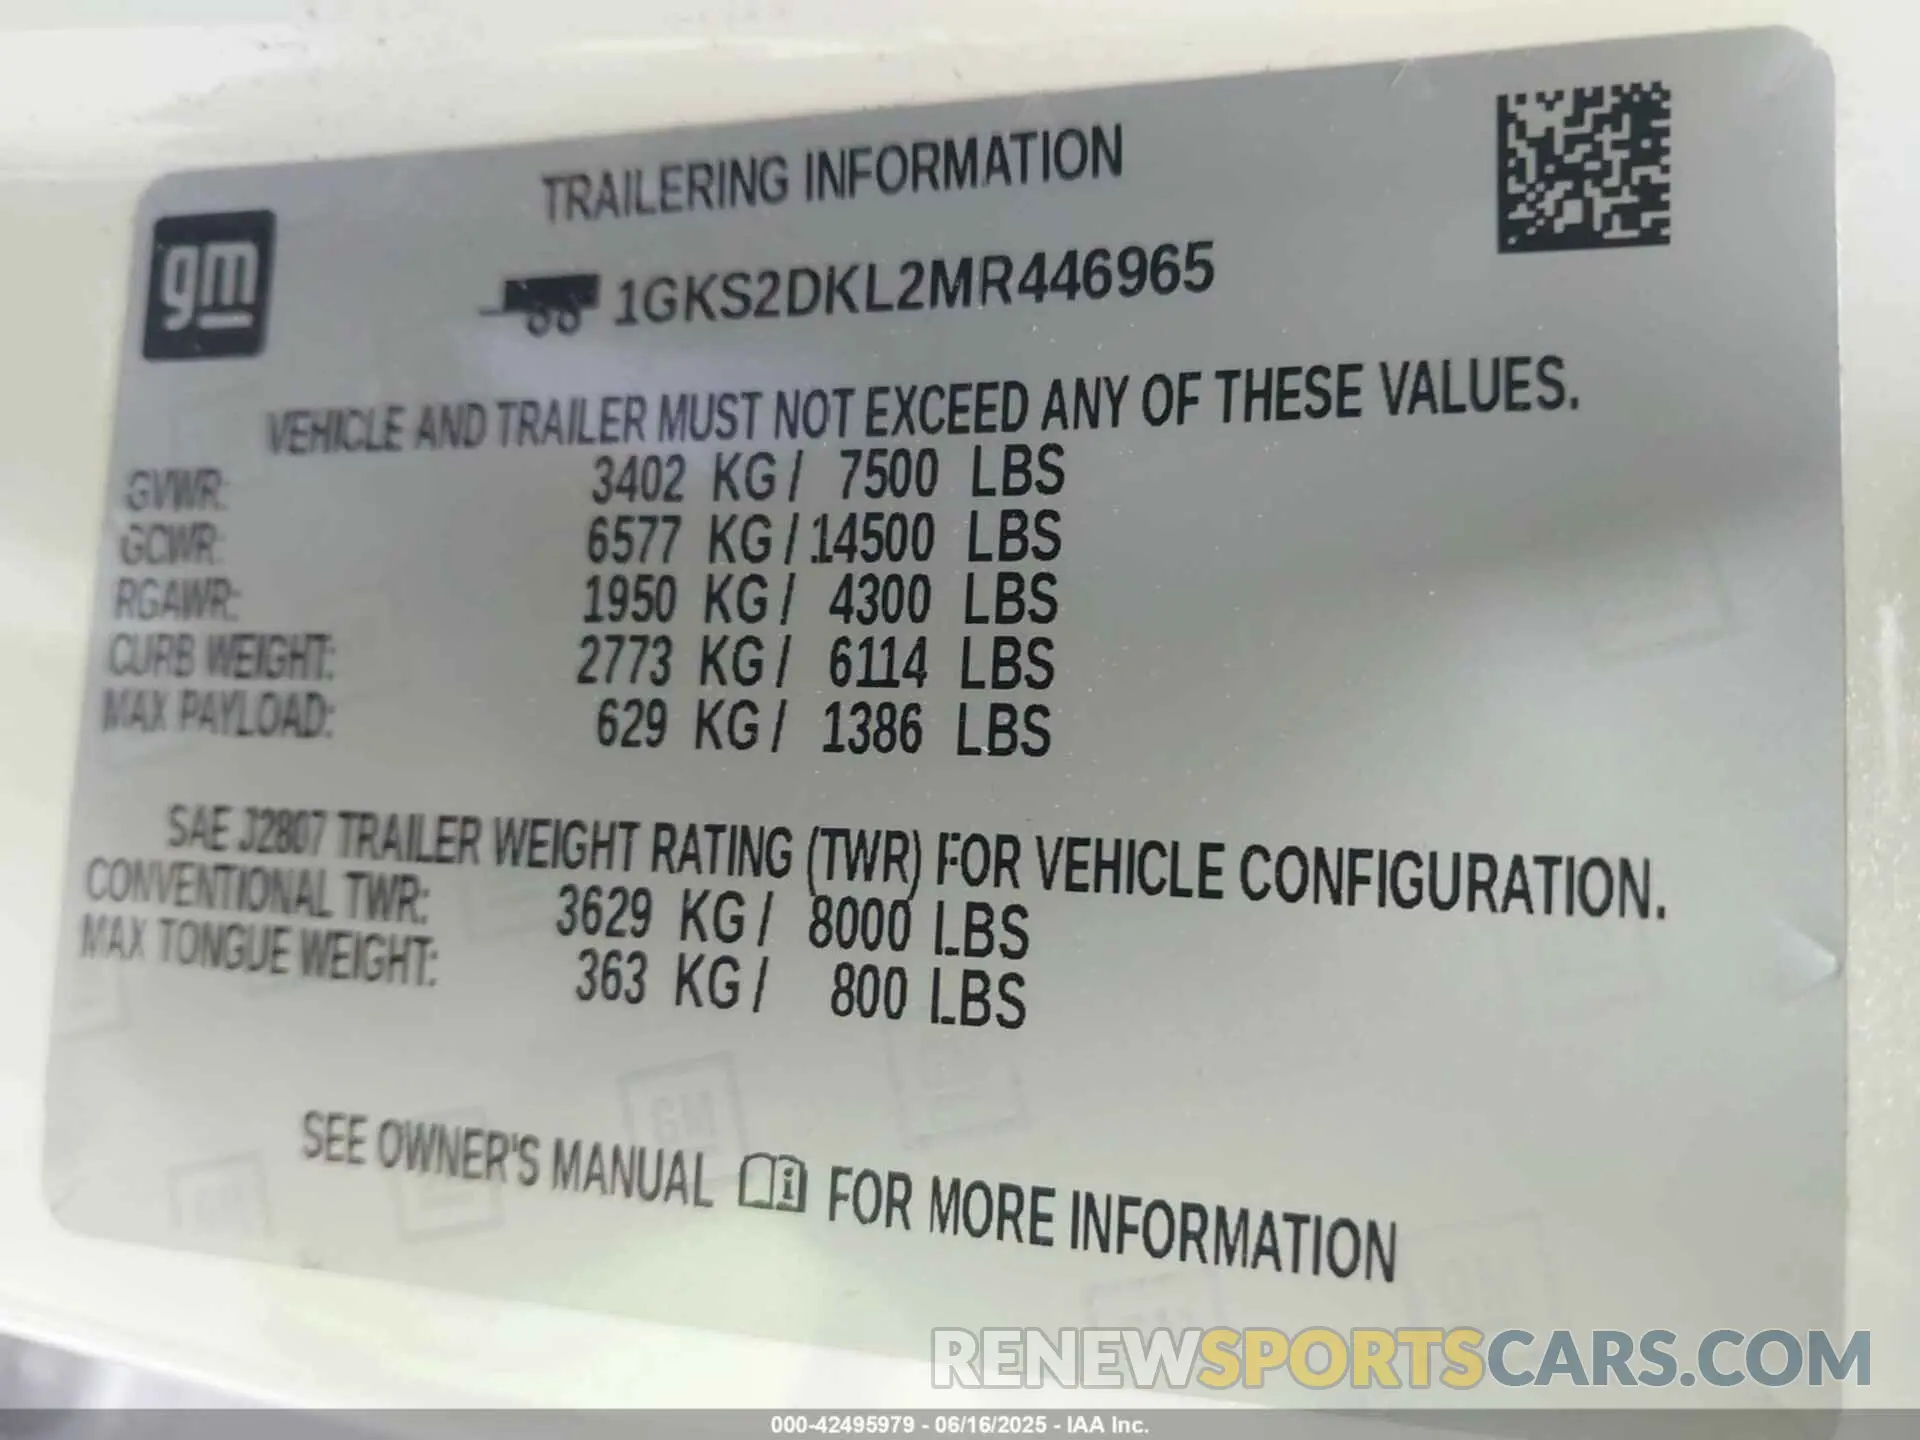 TRAILERING INFORMATION
gm
1GKS2DKL2MR446965
VEHICLE AND TRAILER MUST NOT EXCEED ANY OF THESE VALUES.
GVWR: 3402 KG/ 7500 LBS
GCWR: 6577 KG/14500 LBS
RGAWR: 1950 KG/ 4300 LBS
CURB WEIGHT: 2773 KG/ 6114 LBS
MAX PAYLOAD: 629 KG/ 1386 LBS
SAE J2807 TRAILER WEIGHT RATING (TWR) FOR VEHICLE CONFIGURATION.
CONVENTIONAL TWR: 3629 KG/ 8000 LBS
MAX TONGUE WEIGHT: 363 KG/ 800 LBS
SEE OWNER'S MANUAL FOR MORE INFORMATION
RENEWSPORTSCARS.COM
000-42495979 - 06/16/2025 - IAA Inc.